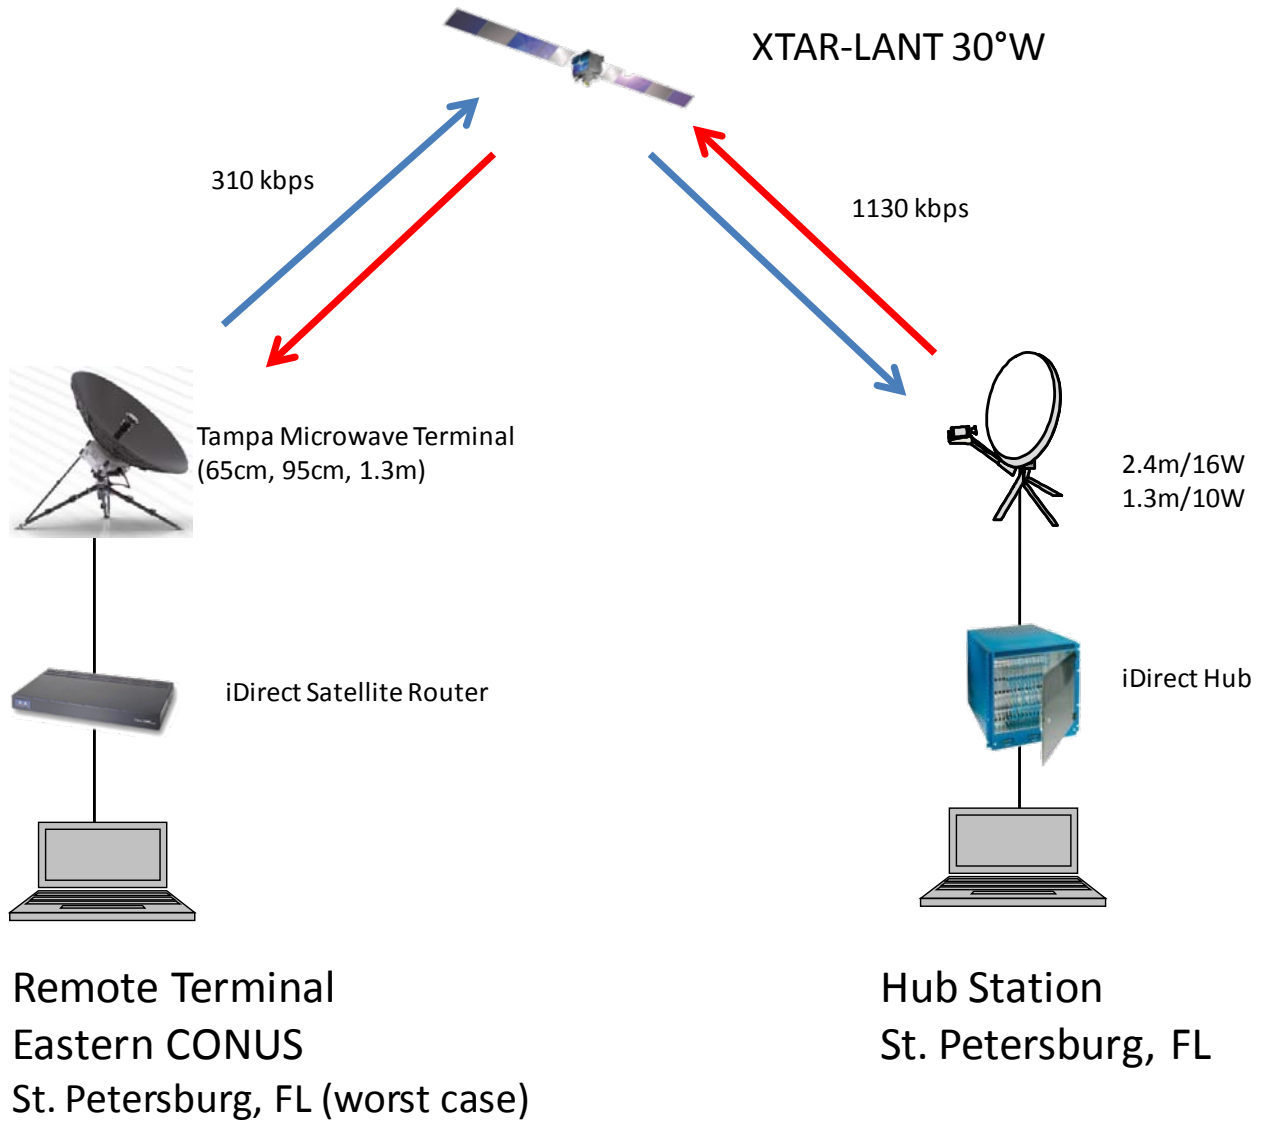 XTAR-LANT 30°W
310 kbps
1130 kbps
Tampa Microwave Terminal
(65cm, 95cm, 1.3m)
2.4m/16W
1.3m/10W
iDirect Satellite Router
iDirect Hub
Remote Terminal
Eastern CONUS
St. Petersburg, FL (worst case)
Hub Station
St. Petersburg, FL